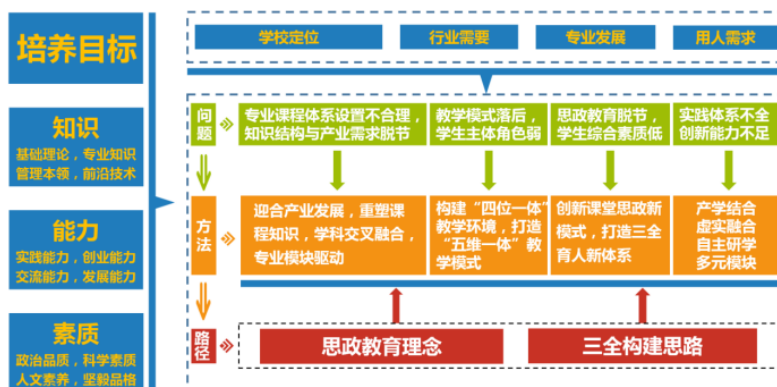 培养目标
知识
基础理论，专业知识
管理本领，前沿技术
能力
实践能力，创业能力
交流能力，发展能力
素质
政治品质，科学素质
人文素养，坚毅品格
学校定位
行业需要
专业发展
用人需求
问题
专业课程体系设置不合理，
知识结构与产业需求脱节
教学模式落后，
学生主体角色弱
思政教育脱节，
学生综合素质低
实践体系不全
创新能力不足
方法
迎合产业发展，重塑课
程知识，学科交叉融合，
专业模块驱动
构建“四位一体”
教学环境，打造
“五维一体”教
学模式
创新课堂思政新
模式，打造三全
育人新体系
产学结合
虚实融合
自主研学
多元模块
路径
思政教育理念
三全构建思路